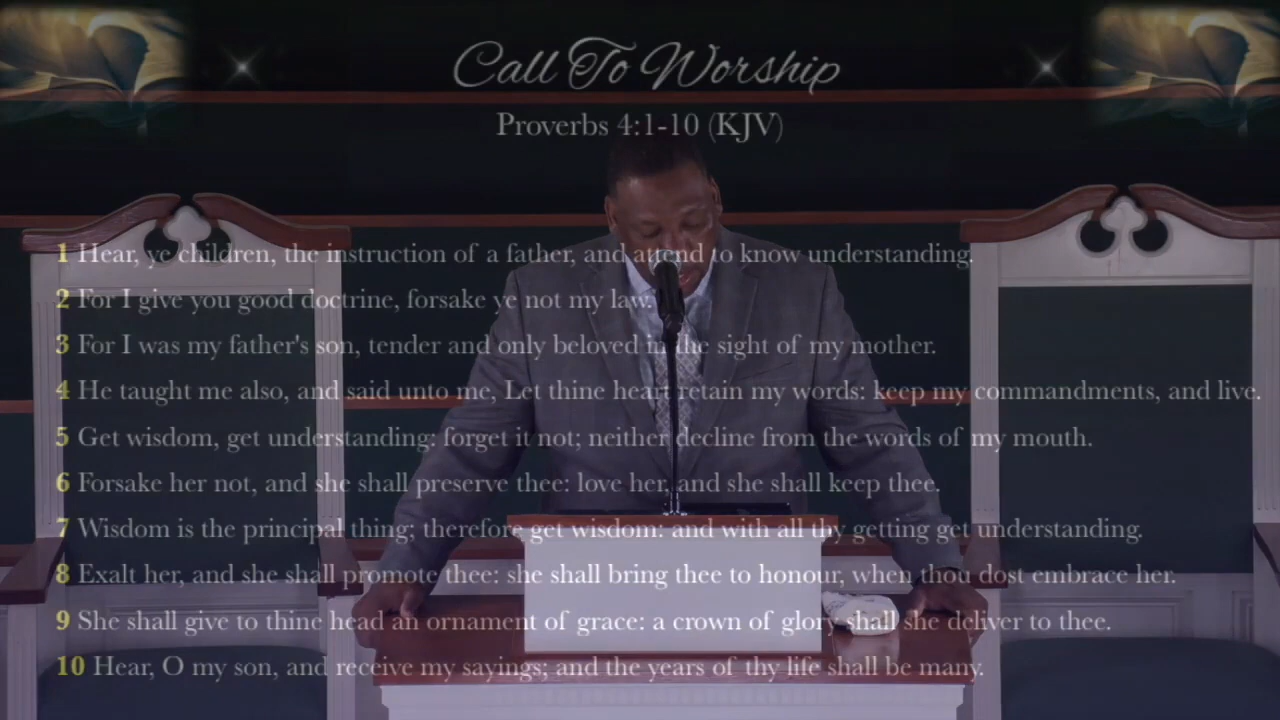 Call To Worship
Proverbs 4:1-10 (KJV)
1 Hear, ye children, the instruction of a father, and attend to know understanding.
2 For I give you good doctrine, forsake ye not my law.
3 For I was my father's son, tender and only beloved in the sight of my mother.
4 He taught me also, and said unto me, Let thine heart retain my words: keep my commandments, and live.
5 Get wisdom, get understanding: forget it not; neither decline from the words of my mouth.
6 Forsake her not, and she shall preserve thee: love her, and she shall keep thee.
7 Wisdom is the principal thing; therefore get wisdom: and with all thy getting get understanding.
8 Exalt her, and she shall promote thee: she shall bring thee to honour, when thou dost embrace her.
9 She shall give to thine head an ornament of grace: a crown of glory shall she deliver to thee.
10 Hear, O my son, and receive my sayings; and the years of thy life shall be many.